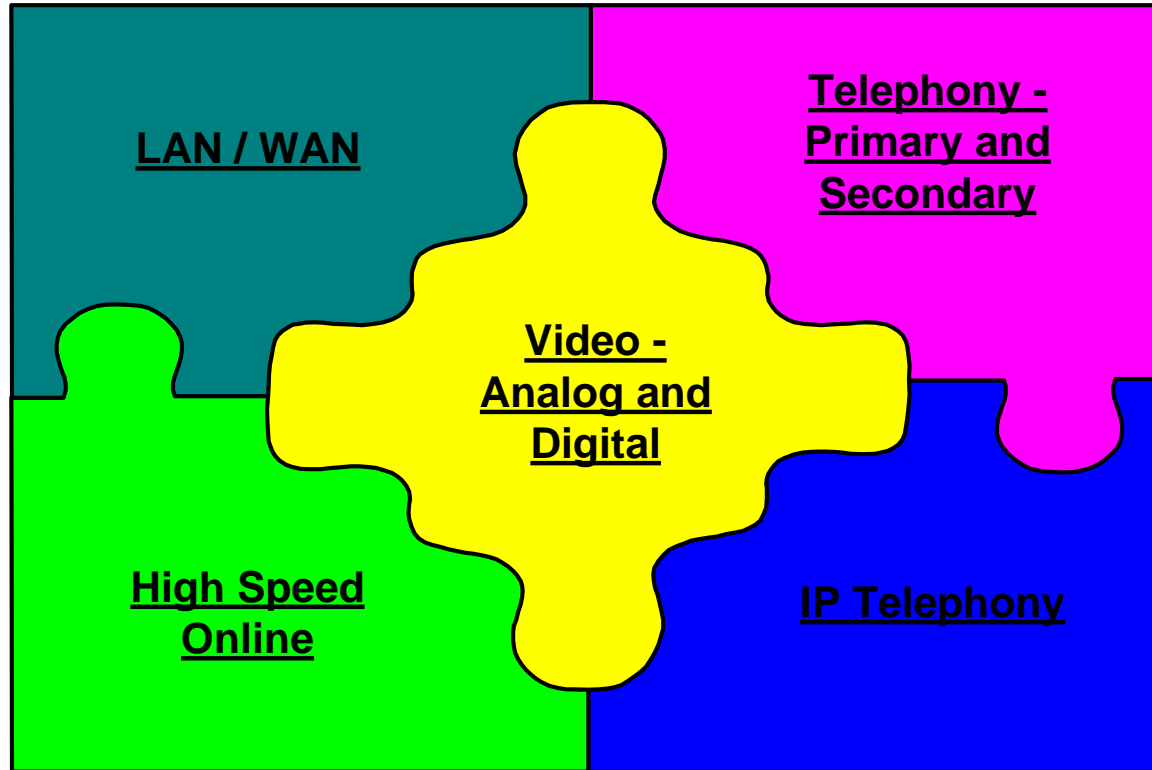 LAN / WAN
Telephony -
Primary and
Secondary
Video -
Analog and
Digital
High Speed
Online
IP Telephony